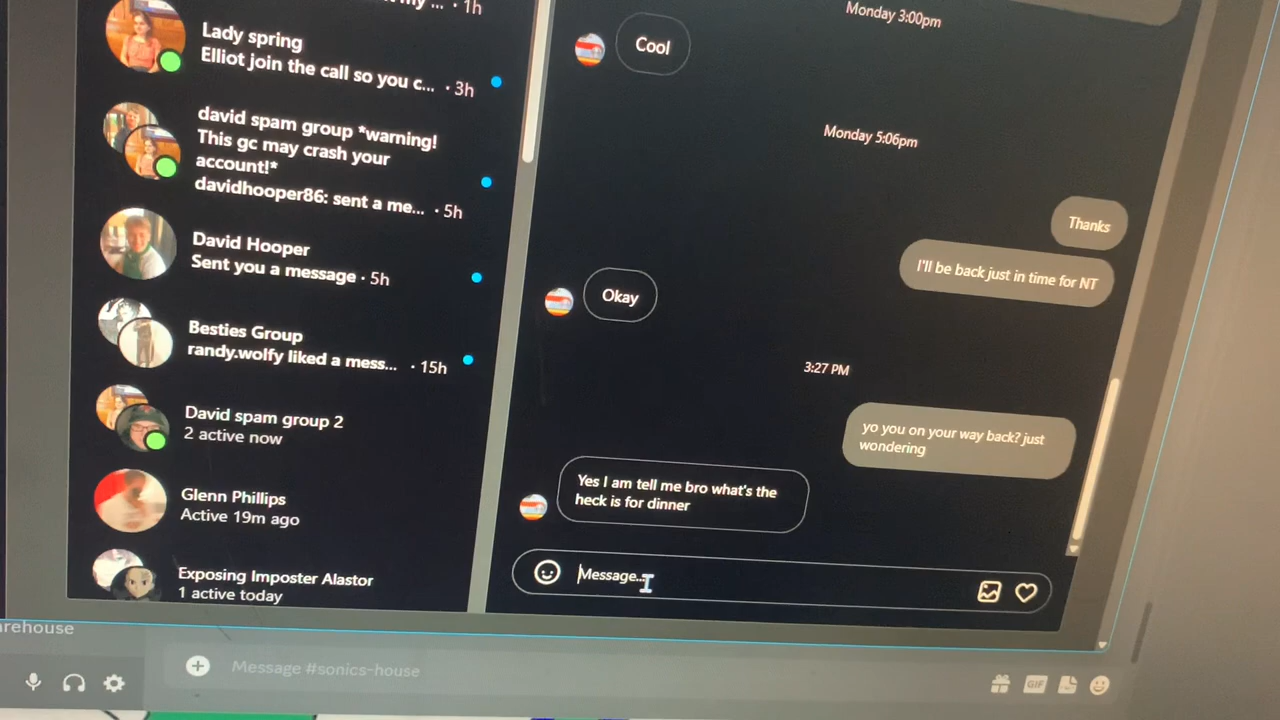 1h
Lady spring
Elliot join the call so you c... · 3h
david spam group *warning!
This gc may crash your
account!*
davidhooper86: sent a me... · 5h
David Hooper
Sent you a message · 5h
Besties Group
randy.wolfy liked a mess... · 15h
David spam group 2
2 active now
Glenn Phillips
Active 19m ago
Exposing Imposter Alastor
1 active today
Monday 3:00pm
Cool
Monday 5:06pm
Thanks
I'll be back just in time for NT
Okay
3:27 PM
yo you on your way back? just
wondering
Yes I am tell me bro what's the
heck is for dinner
Message...
arehouse
Message #sonics-house
GIF